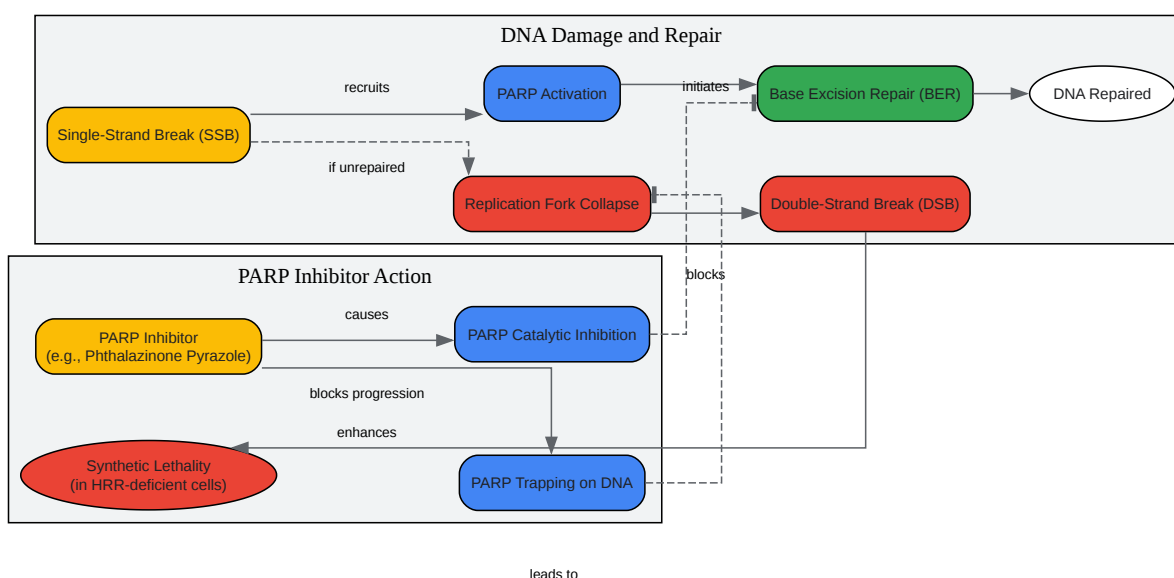 DNA Damage and Repair
recruits
PARP Activation
initiates
Base Excision Repair (BER)
DNA Repaired
Single-Strand Break (SSB)
if unrepaired
Replication Fork Collapse
Double-Strand Break (DSB)
PARP Inhibitor Action
blocks
causes
PARP Inhibitor
(e.g., Phthalazinone Pyrazole)
PARP Catalytic Inhibition
blocks progression
enhances
Synthetic Lethality
(in HRR-deficient cells)
PARP Trapping on DNA
leads to